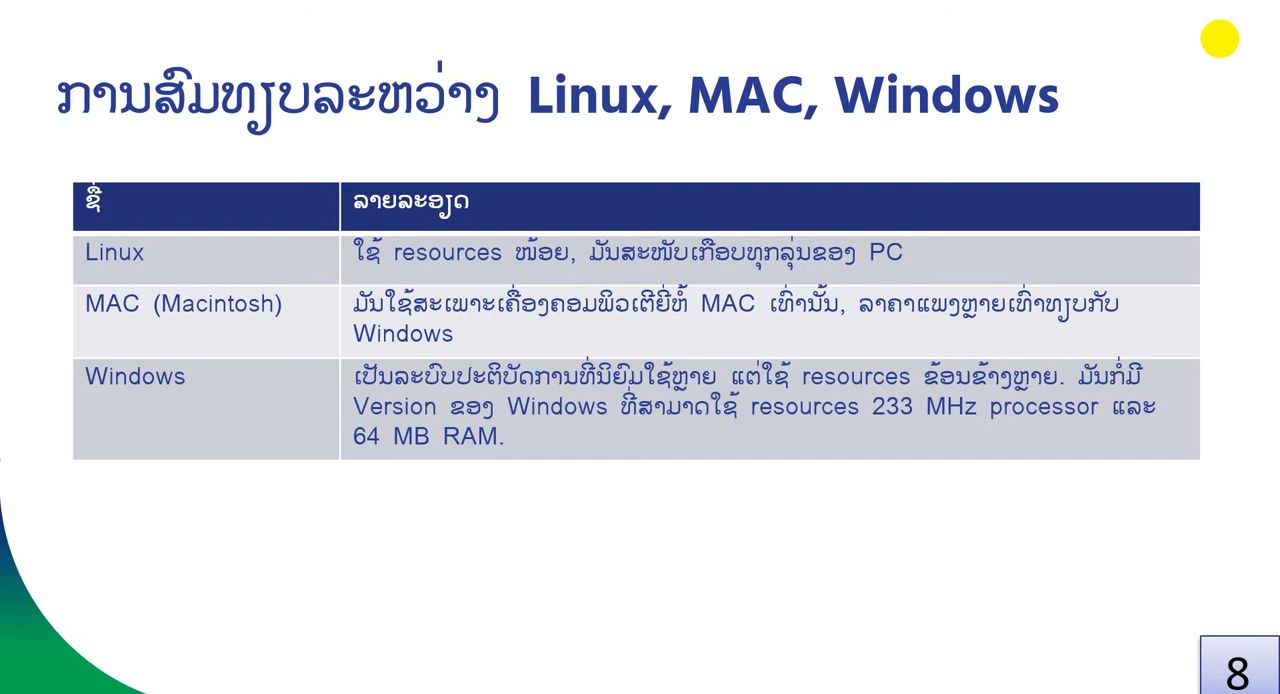 ການສົມທຽບລະຫວ່າງ Linux, MAC, Windows
ຊື່
ລາຍລະອຽດ
Linux
ໃຊ້ resources ໜ້ອຍ, ມັນສະໜັບເກືອບທຸກລຸ່ນຂອງ PC
MAC (Macintosh)
ມັນໃຊ້ສະເພາະເຄື່ອງຄອມພິວເຕີຍີ່ຫໍ້ MAC ເທົ່ານັ້ນ, ລາຄາແພງຫຼາຍເທົ່າທຽບກັບ
Windows
Windows
ເປັນລະບົບປະຕິບັດການທີ່ນິຍົມໃຊ້ຫຼາຍ ແຕ່ໃຊ້ resources ຂ້ອນຂ້າງຫຼາຍ. ມັນກໍ່ມີ
Version ຂອງ Windows ທີ່ສາມາດໃຊ້ resources 233 MHz processor ແລະ
64 MB RAM.
8